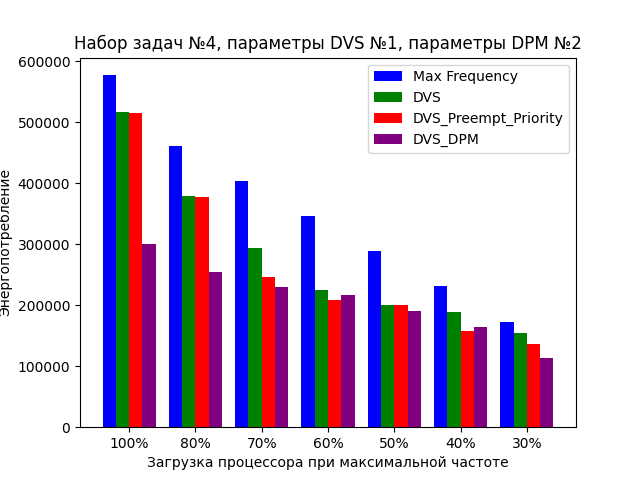 Набор задач №4, параметры DVS №1, параметры DPM №2
Max Frequency
DVS
DVS_Preempt_Priority
DVS_DPM
Энергопотребление
600000
500000
400000
300000
200000
100000
0
100%
80%
70%
60%
50%
40%
30%
Загрузка процессора при максимальной частоте